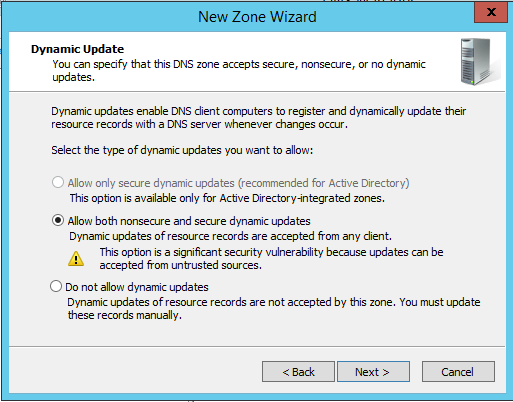 New Zone Wizard
x
Dynamic Update
You can specify that this DNS zone accepts secure, nonsecure, or no dynamic
updates.
Dynamic updates enable DNS client computers to register and dynamically update their
resource records with a DNS server whenever changes occur.
Select the type of dynamic updates you want to allow:
Allow only secure dynamic updates (recommended for Active Directory)
This option is available only for Active Directory-integrated zones.
Allow both nonsecure and secure dynamic updates
Dynamic updates of resource records are accepted from any client.
This option is a significant security vulnerability because updates can be
accepted from untrusted sources.
Do not allow dynamic updates
Dynamic updates of resource records are not accepted by this zone. You must update
these records manually.
< Back
Next >
Cancel